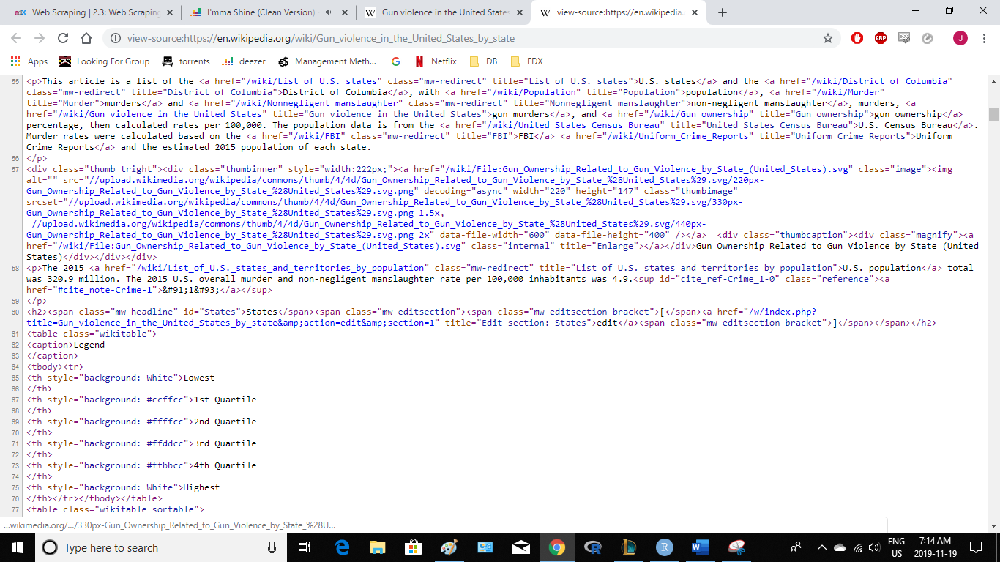 Web Scraping | 2.3: Web Scraping
I'mma Shine (Clean Version)
Gun violence in the United States
view-source:https://en.wikipedia.
view-source:https://en.wikipedia.org/wiki/Gun_violence_in_the_United_States_by_state
Apps Looking For Group torrents deezer Management Meth... Netflix DB EDX
55 <p>This article is a list of the <a href="/wiki/List_of_U.S._states" class="mw-redirect" title="List of U.S. states">U.S. states</a> and the <a href="/wiki/District_of_Columbia"
class="mw-redirect" title="District of Columbia">District of Columbia</a>, with <a href="/wiki/Population" title="Population">population</a>, <a href="/wiki/Murder"
title="Murder">murders</a> and <a href="/wiki/Nonnegligent_manslaughter" class="mw-redirect" title="Nonnegligent manslaughter">non-negligent manslaughter</a>, murders, <a
href="/wiki/Gun_violence_in_the_United_States" title="Gun violence in the United States">gun murders</a>, and <a href="/wiki/Gun_ownership" title="Gun ownership">gun ownership</a>
percentage, then calculated rates per 100,000. The population data is from the <a href="/wiki/United_States_Census_Bureau" title="United States Census Bureau">U.S. Census Bureau</a>.
Murder rates were calculated based on the <a href="/wiki/FBI" class="mw-redirect" title="FBI">FBI</a> <a href="/wiki/Uniform_Crime_Reports" title="Uniform Crime Reports">Uniform
Crime Reports</a> and the estimated 2015 population of each state.
56 </p>
57 <div class="thumb tright"><div class="thumbinner" style="width:222px;"><a href="/wiki/File:Gun_Ownership_Related_to_Gun_Violence_by_State_(United_States).svg" class="image"><img
alt="" src="//upload.wikimedia.org/wikipedia/commons/thumb/4/4d/Gun_Ownership_Related_to_Gun_Violence_by_State_%28United_States%29.svg/220px-
Gun_Ownership_Related_to_Gun_Violence_by_State_%28United_States%29.svg.png" decoding="async" width="220" height="147" class="thumbimage"
srcset="//upload.wikimedia.org/wikipedia/commons/thumb/4/4d/Gun_Ownership_Related_to_Gun_Violence_by_State_%28United_States%29.svg/330px-
Gun_Ownership_Related_to_Gun_Violence_by_State_%28United_States%29.svg.png 1.5x,
//upload.wikimedia.org/wikipedia/commons/thumb/4/4d/Gun_Ownership_Related_to_Gun_Violence_by_State_%28United_States%29.svg/440px-
Gun_Ownership_Related_to_Gun_Violence_by_State_%28United_States%29.svg.png 2x" data-file-width="600" data-file-height="400" /></a> <div class="thumbcaption"><div class="magnify"><a
href="/wiki/File:Gun_Ownership_Related_to_Gun_Violence_by_State_(United_States).svg" class="internal" title="Enlarge"></a></div>Gun Ownership Related to Gun Violence by State (United
States)</div></div></div>
58 <p>The 2015 <a href="/wiki/List_of_U.S._states_and_territories_by_population" class="mw-redirect" title="List of U.S. states and territories by population">U.S. population</a> total
was 320.9 million. The 2015 U.S. overall murder and non-negligent manslaughter rate per 100,000 inhabitants was 4.9.<sup id="cite_ref-Crime_1-0" class="reference"><a
href="#cite_note-Crime-1">&#91;1&#93;</a></sup>
59 </p>
60 <h2><span class="mw-headline" id="States">States</span><span class="mw-editsection"><span class="mw-editsection-bracket">[</span><a href="/w/index.php?
title=Gun_violence_in_the_United_States_by_state&amp;action=edit&amp;section=1" title="Edit section: States">edit</a><span class="mw-editsection-bracket">]</span></span></h2>
61 <table class="wikitable">
62 <caption>Legend
63 </caption>
64 <tbody><tr>
65 <th style="background: White">Lowest
66 </th>
67 <th style="background: #ccffcc">1st Quartile
68 </th>
69 <th style="background: #ffffcc">2nd Quartile
70 </th>
71 <th style="background: #ffddcc">3rd Quartile
72 </th>
73 <th style="background: #ffbbcc">4th Quartile
74 </th>
75 <th style="background: White">Highest
76 </th></tr></tbody></table>
77 <table class="wikitable sortable">
...wikimedia.org/.../330px-Gun_Ownership_Related_to_Gun_Violence_by_State_%28U...
Type here to search
ENG
US
7:14 AM
2019-11-19